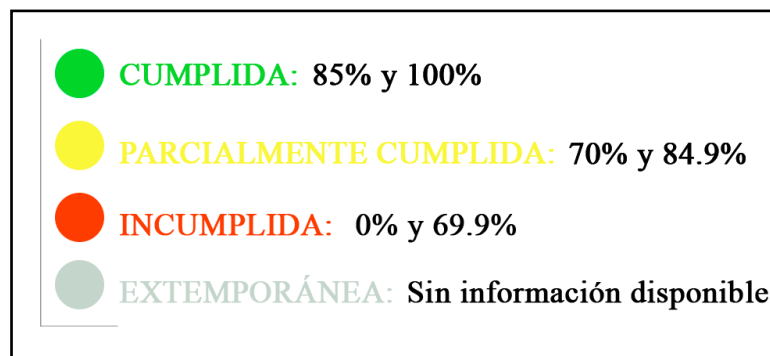 CUMPLIDA: 85% y 100%
PARCIALMENTE CUMPLIDA: 70% y 84.9%
INCUMPLIDA: 0% y 69.9%
EXTEMPORÁNEA: Sin información disponible